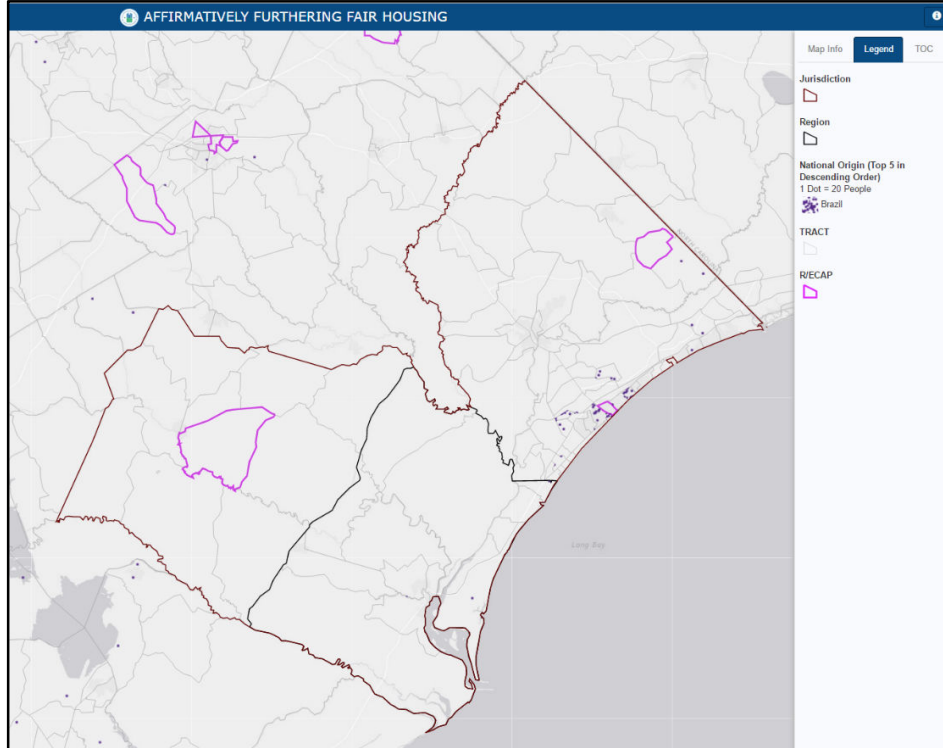 AFFIRMATIVELY FURTHERING FAIR HOUSING
Map Info Legend TOC
Jurisdiction
Region
National Origin (Top 5 in
Descending Order)
1 Dot = 20 People
Brazil
TRACT
R/ECAP
Long Bay